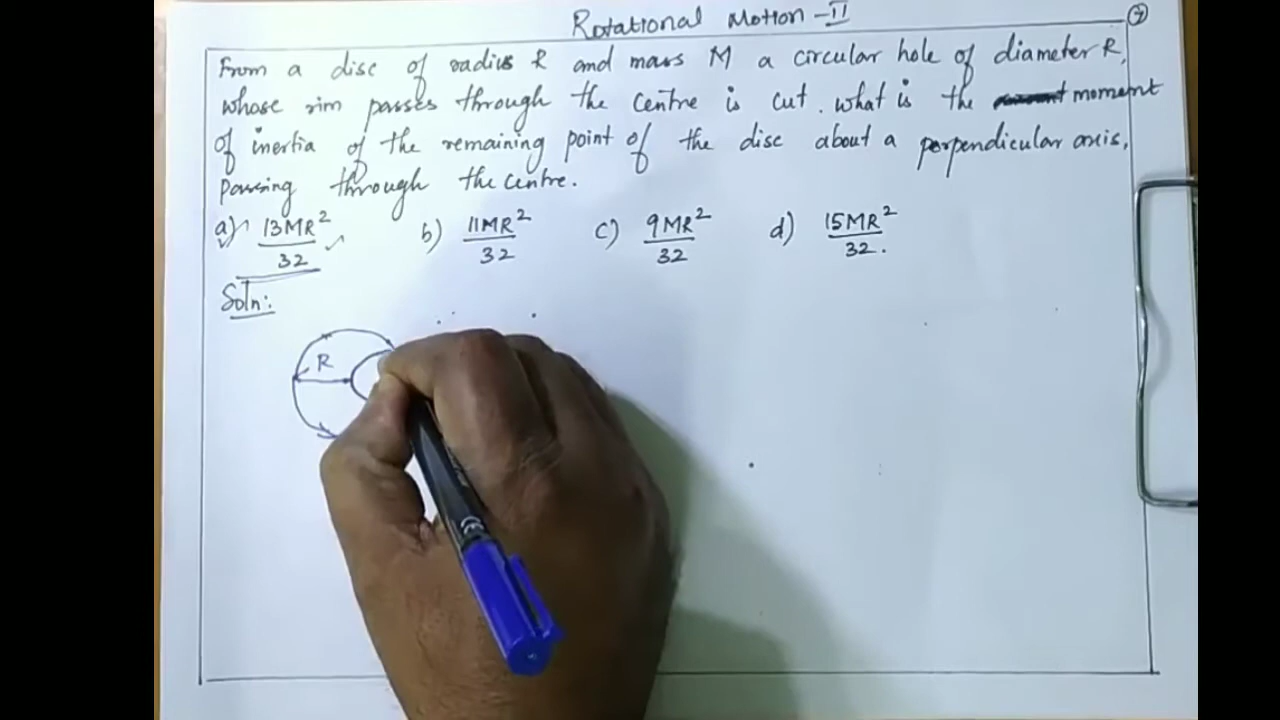 Rotational Motion - II
7
From a disc of radius R and mass M a circular hole of diameter R,
whose rim passes through the centre is cut. what is the moment
of inertia of the remaining point of the disc about a perpendicular axis,
passing through the centre.
a) 13MR²/32 b) 11MR²/32 c) 9MR²/32 d) 15MR²/32.
Soln:
R